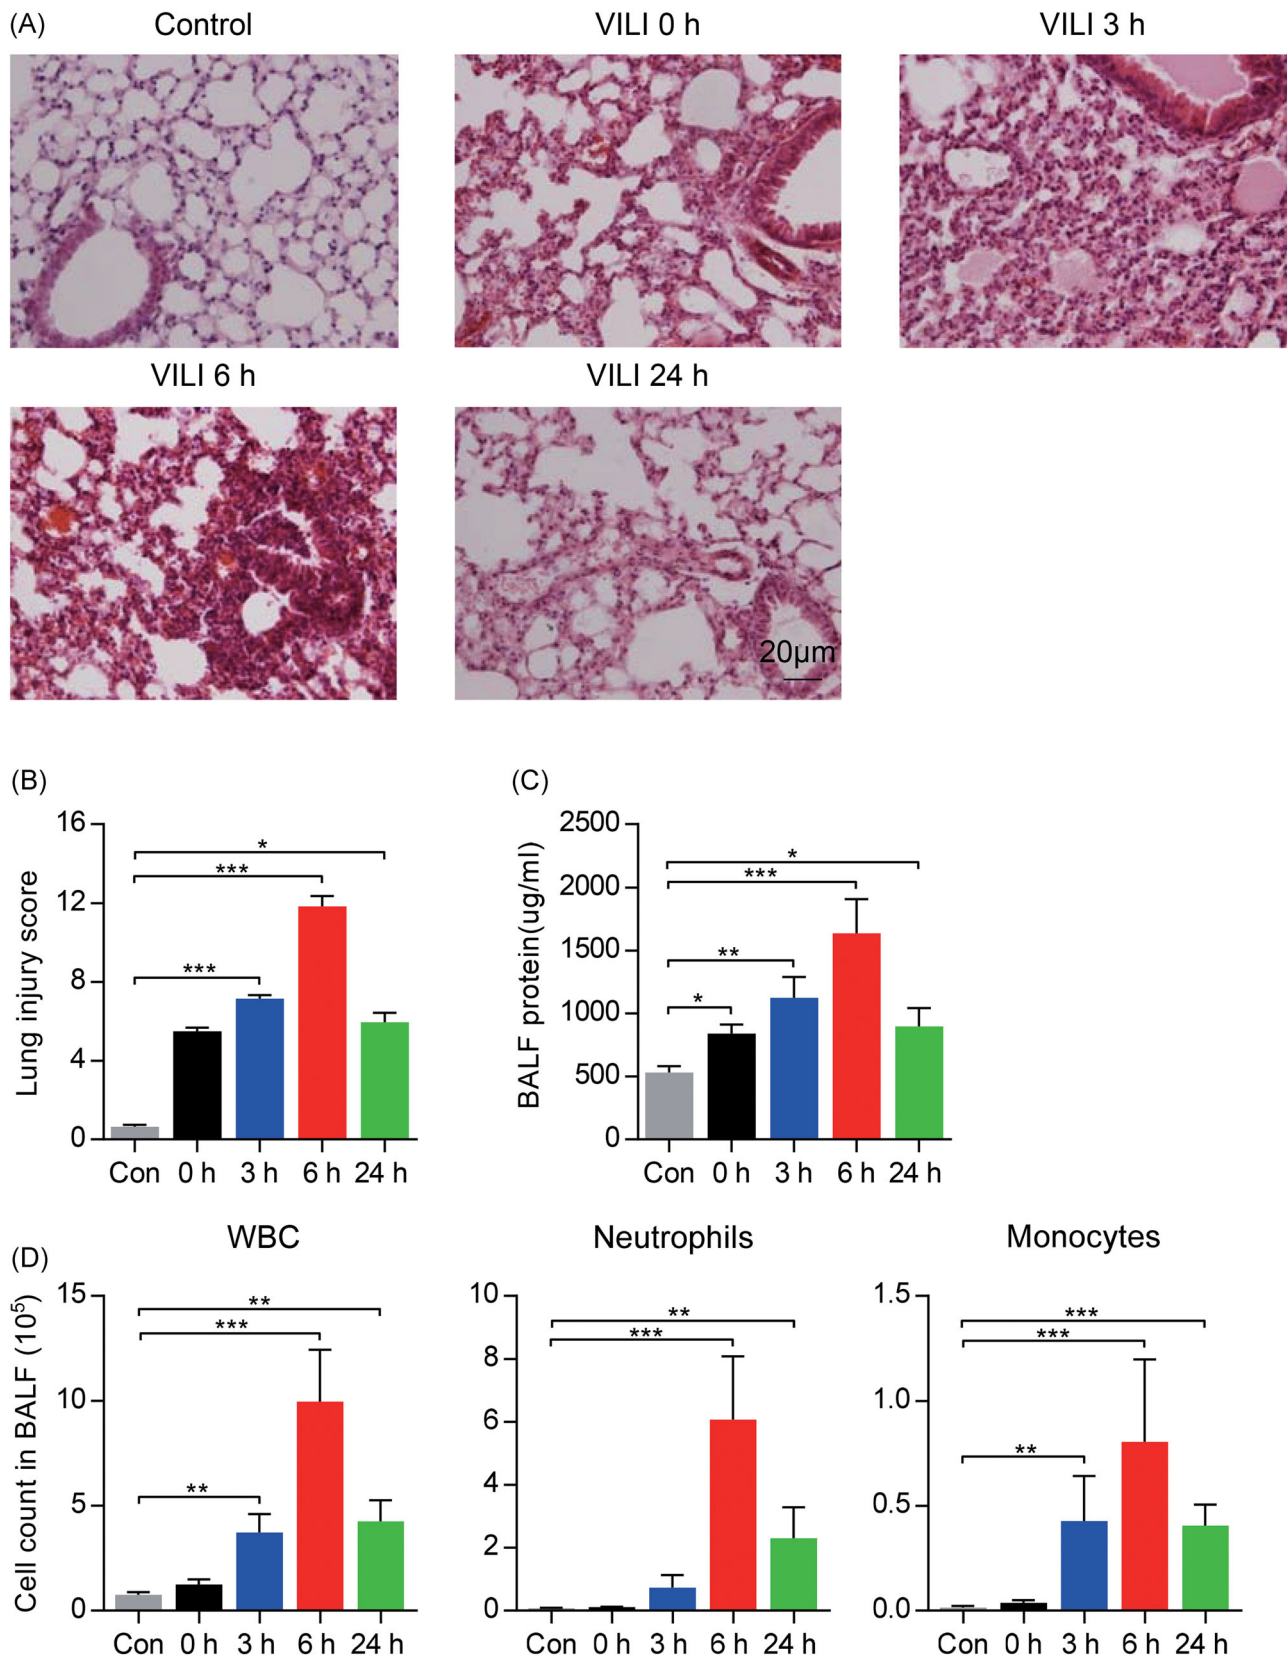 (A)
Control VILI 0 h VILI 3 h
VILI 6 h VILI 24 h
20μm
(B)
Lung injury score
16
12
8
4
0
*
***
***
Con 0 h 3 h 6 h 24 h
(C)
BALF protein(ug/ml)
2500
2000
1500
1000
500
0
*
***
**
*
Con 0 h 3 h 6 h 24 h
(D)
WBC
Cell count in BALF (10⁵)
15
10
5
0
**
***
**
Con 0 h 3 h 6 h 24 h
Neutrophils
10
8
6
4
2
0
**
***
Con 0 h 3 h 6 h 24 h
Monocytes
1.5
1.0
0.5
0.0
***
***
**
Con 0 h 3 h 6 h 24 h